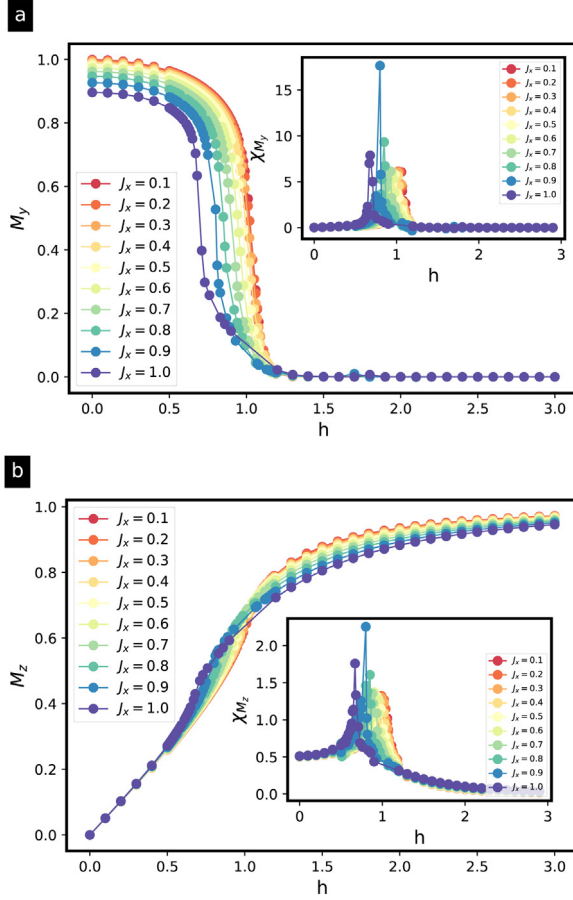 a
1.0
0.8
0.6
0.4
0.2
0.0
M_y
J_x = 0.1
J_x = 0.2
J_x = 0.3
J_x = 0.4
J_x = 0.5
J_x = 0.6
J_x = 0.7
J_x = 0.8
J_x = 0.9
J_x = 1.0
0.0 0.5 1.0 1.5 2.0 2.5 3.0
h
15
10
5
0
χ_{M_y}
J_x = 0.1
J_x = 0.2
J_x = 0.3
J_x = 0.4
J_x = 0.5
J_x = 0.6
J_x = 0.7
J_x = 0.8
J_x = 0.9
J_x = 1.0
0 1 2 3
h
b
1.0
0.8
0.6
0.4
0.2
0.0
M_z
J_x = 0.1
J_x = 0.2
J_x = 0.3
J_x = 0.4
J_x = 0.5
J_x = 0.6
J_x = 0.7
J_x = 0.8
J_x = 0.9
J_x = 1.0
0.0 0.5 1.0 1.5 2.0 2.5 3.0
h
2.0
1.5
1.0
0.5
0.0
χ_{M_z}
J_x = 0.1
J_x = 0.2
J_x = 0.3
J_x = 0.4
J_x = 0.5
J_x = 0.6
J_x = 0.7
J_x = 0.8
J_x = 0.9
J_x = 1.0
0 1 2 3
h